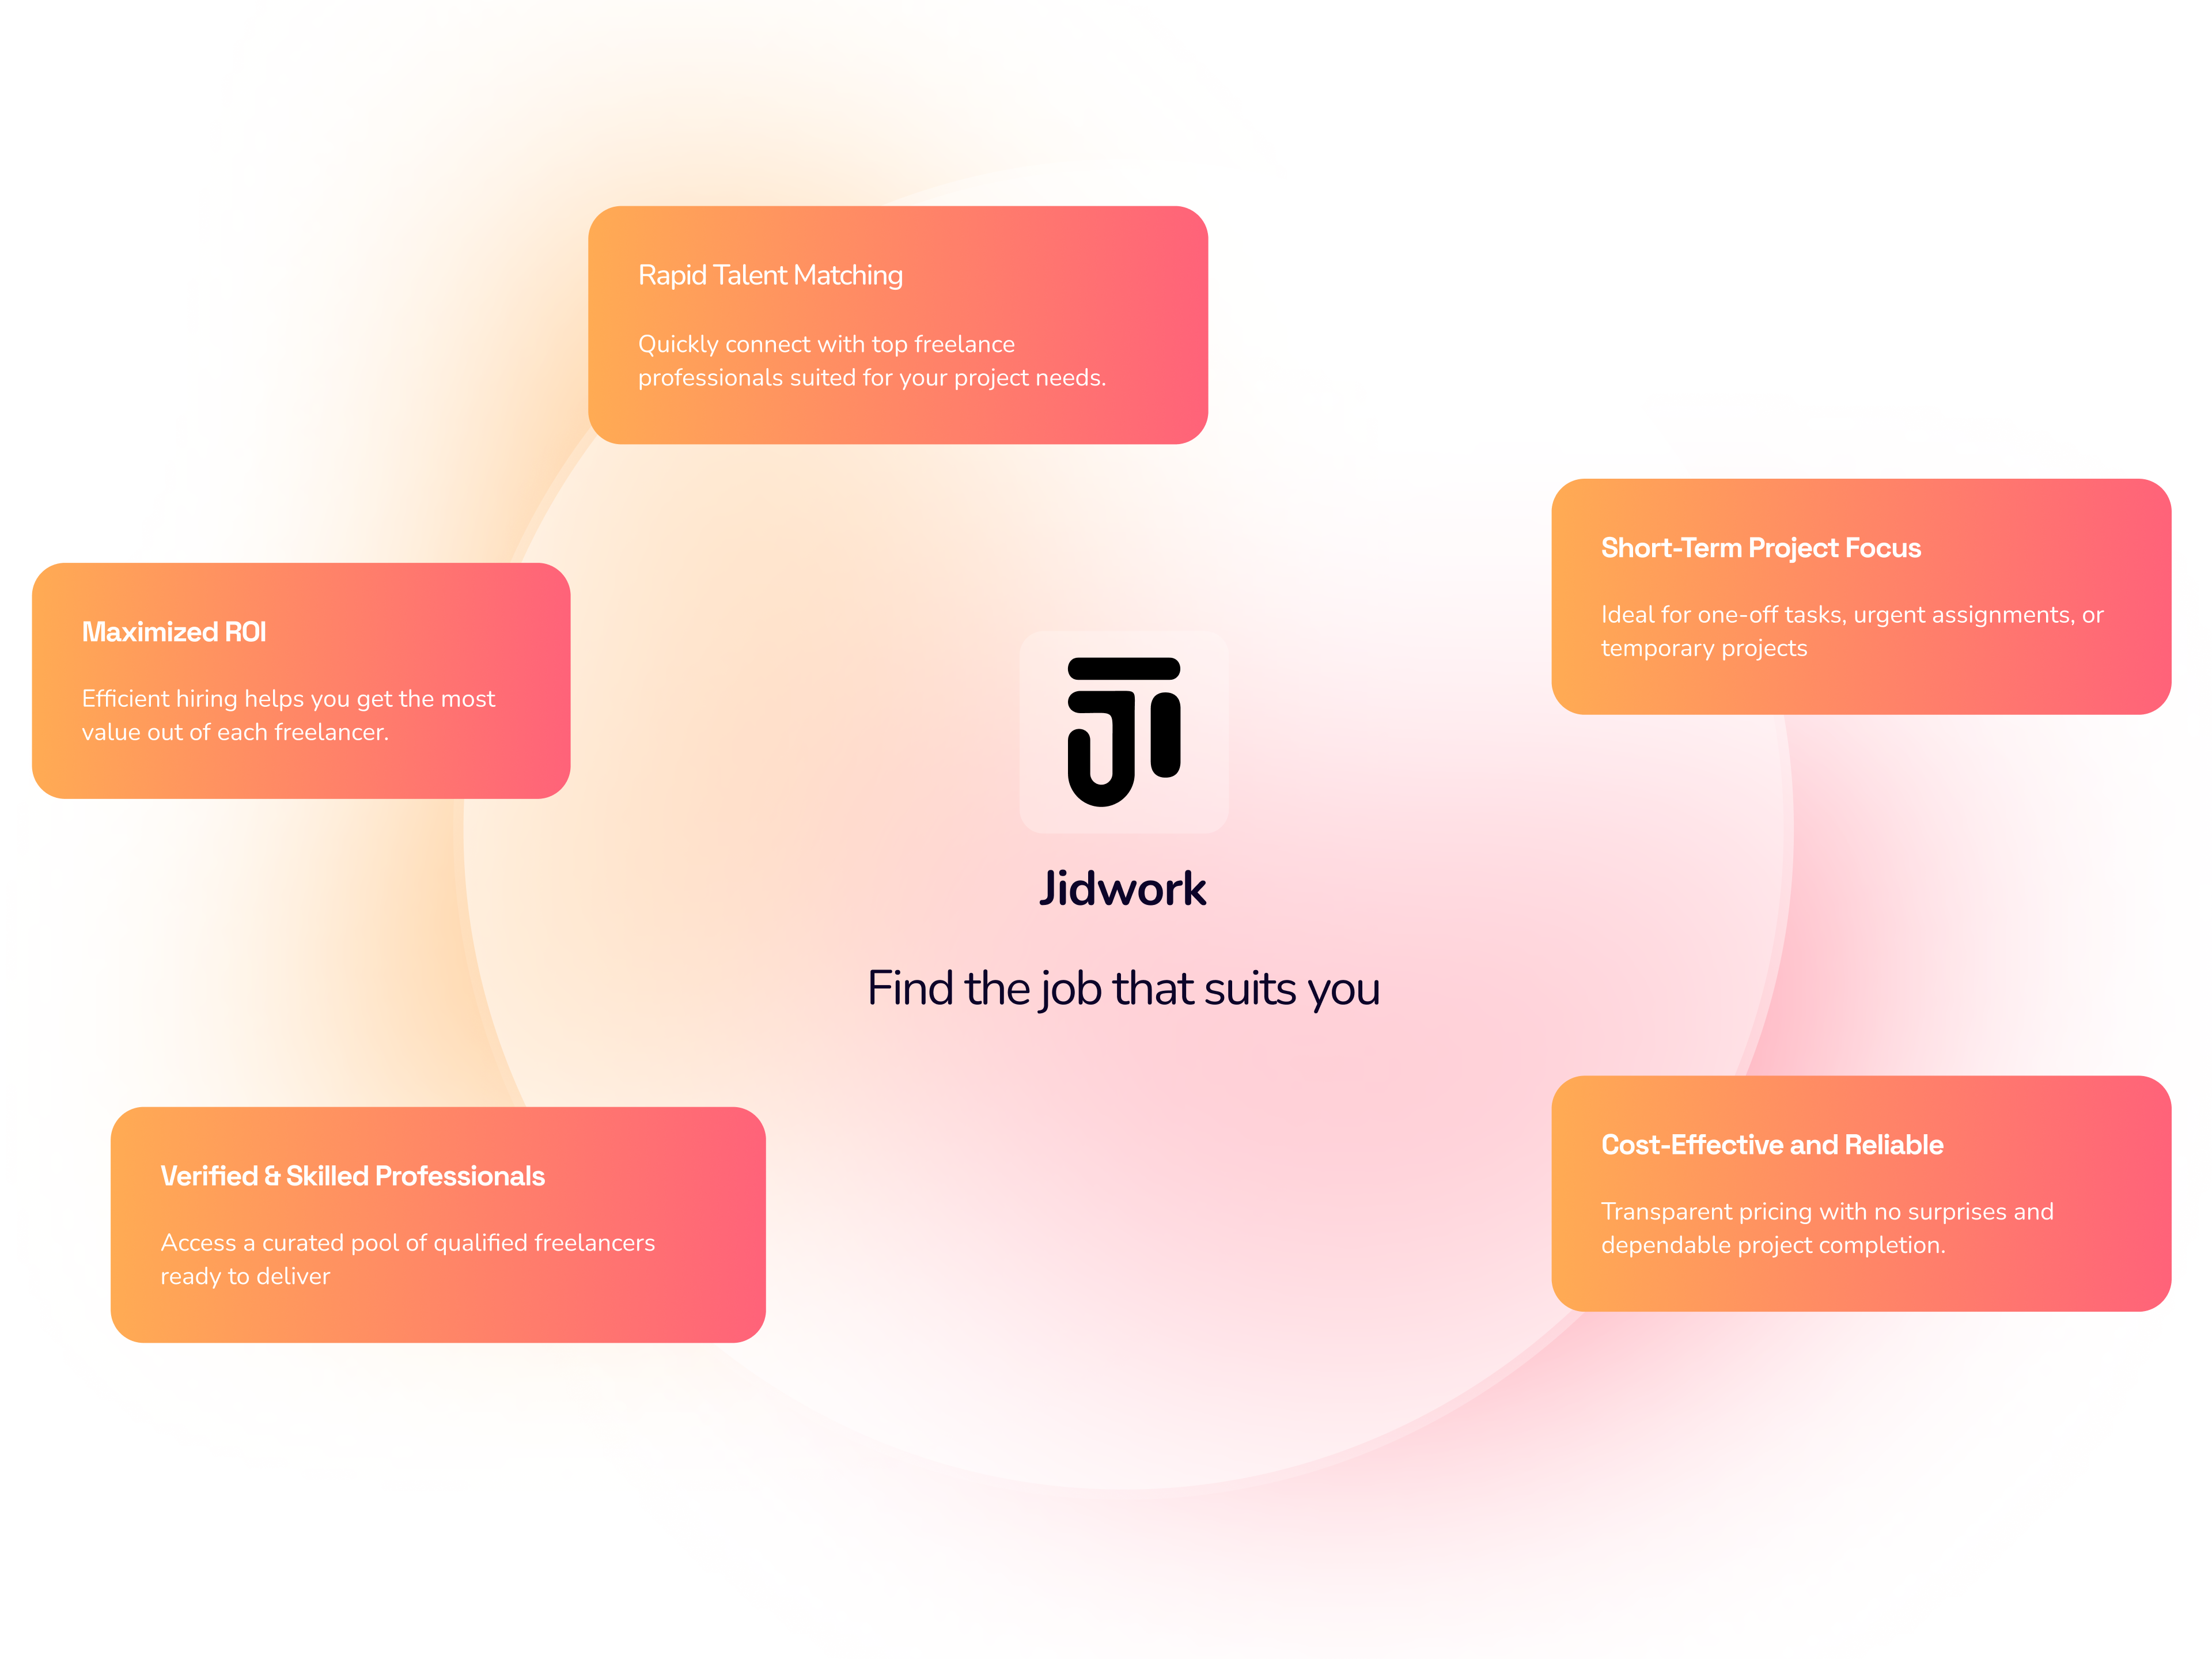 Rapid Talent Matching
Quickly connect with top freelance
professionals suited for your project needs.
Short-Term Project Focus
Ideal for one-off tasks, urgent assignments, or
temporary projects
Maximized ROI
Efficient hiring helps you get the most
value out of each freelancer.
Jidwork
Find the job that suits you
Verified & Skilled Professionals
Access a curated pool of qualified freelancers
ready to deliver
Cost-Effective and Reliable
Transparent pricing with no surprises and
dependable project completion.